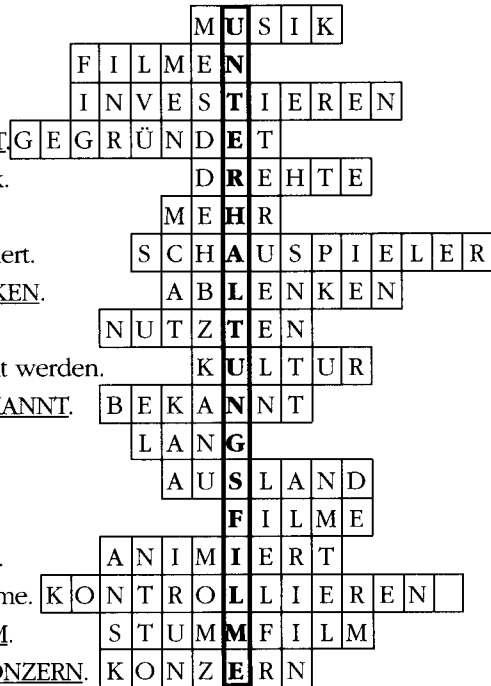 MUSIK
FILMEN
INVESTIEREN
T. GEGRÜNDET
k. DREHTE
MEHR
ert. SCHAUSPIELER
KEN. ABLENKEN
NUTZTEN
t werden. KULTUR
ANNT. BEKANNT
LANG
AUSLAND
FILME
. ANIMIERT
me. KONTROLLIEREN
M. STUMMFILM
ONZERN. KONZERN